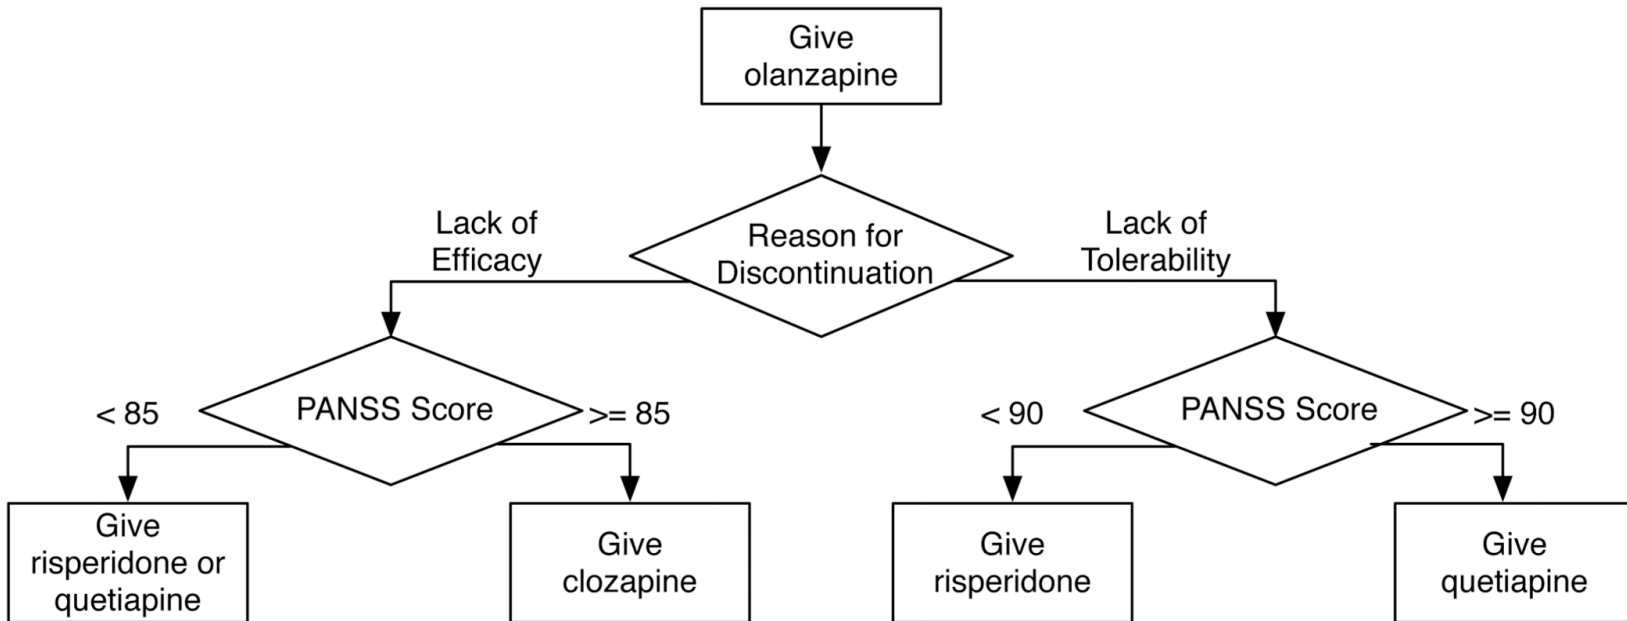 Give
olanzapine
Reason for
Discontinuation
Lack of
Efficacy
Lack of
Tolerability
PANSS Score
< 85
>= 85
PANSS Score
< 90
>= 90
Give
risperidone or
quetiapine
Give
clozapine
Give
risperidone
Give
quetiapine